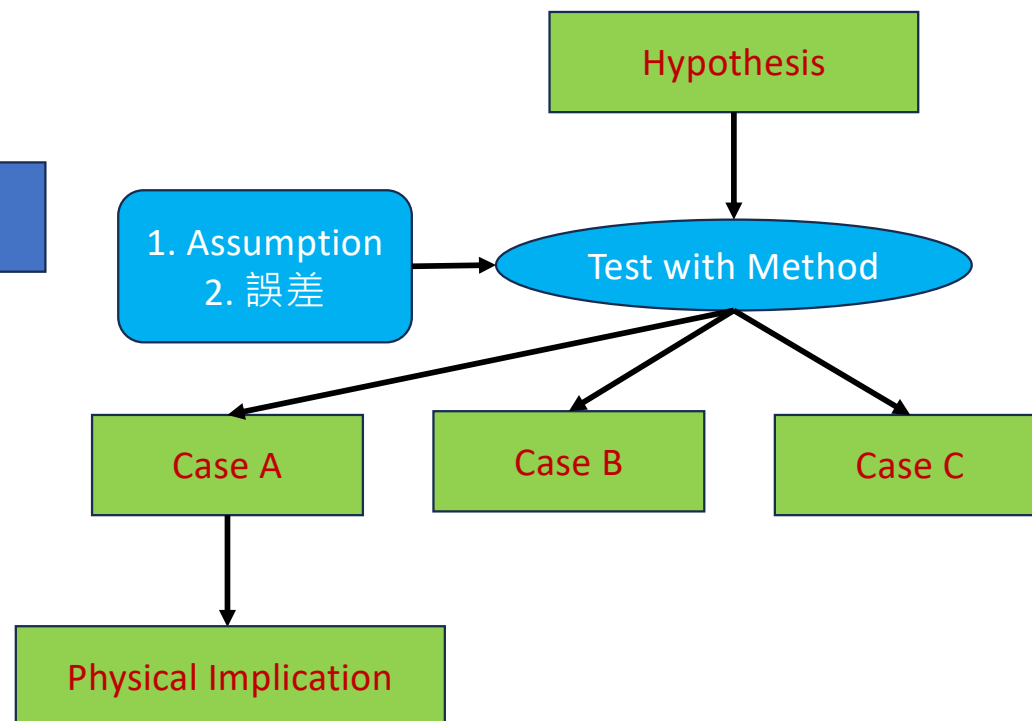 Hypothesis
1. Assumption
2. 誤差
Test with Method
Case A
Case B
Case C
Physical Implication